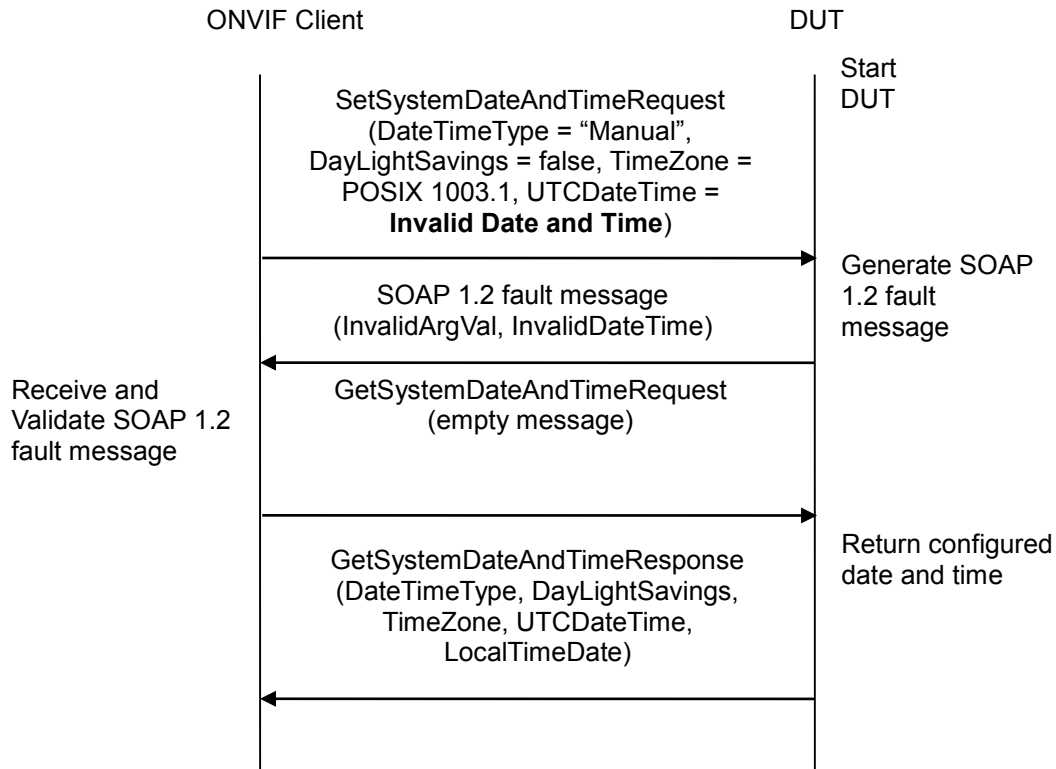 ONVIF Client
DUT
Start
DUT
SetSystemDateAndTimeRequest
(DateTimeType = “Manual”,
DayLightSavings = false, TimeZone =
POSIX 1003.1, UTCDateTime =
Invalid Date and Time)
Generate SOAP
1.2 fault
message
SOAP 1.2 fault message
(InvalidArgVal, InvalidDateTime)
Receive and
Validate SOAP 1.2
fault message
GetSystemDateAndTimeRequest
(empty message)
Return configured
date and time
GetSystemDateAndTimeResponse
(DateTimeType, DayLightSavings,
TimeZone, UTCDateTime,
LocalTimeDate)